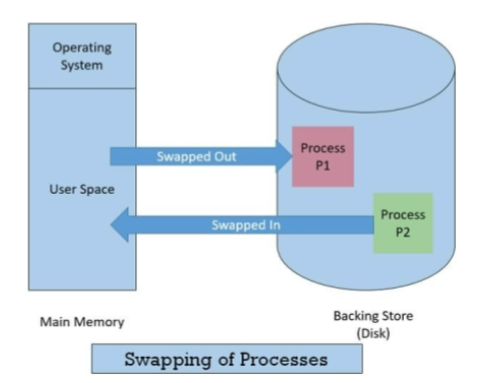 Operating
System
Swapped Out
Process
P1
User Space
Swapped In
Process
P2
Main Memory
Backing Store
(Disk)
Swapping of Processes